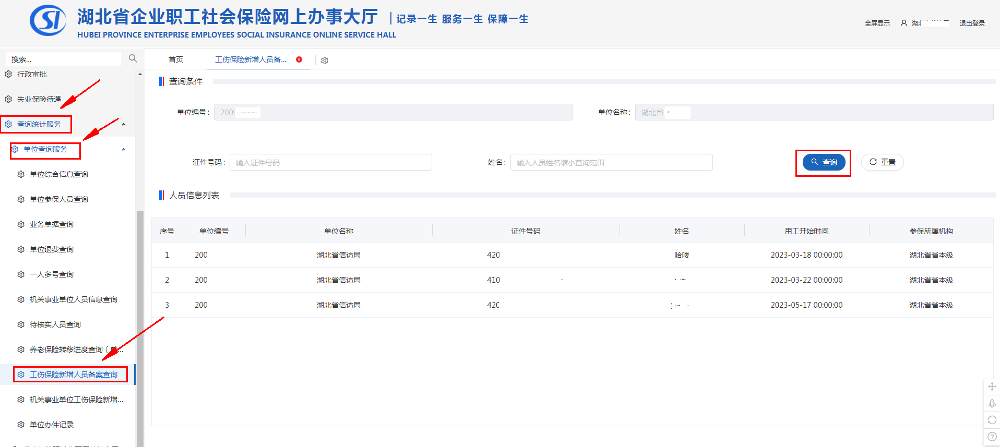 湖北省企业职工社会保险网上办事大厅
记录一生 服务一生 保障一生
HUBEI PROVINCE ENTERPRISE EMPLOYEES SOCIAL INSURANCE ONLINE SERVICE HALL
全屏显示 退出登录
搜索...
首页 工伤保险新增人员备...
行政审批
失业保险待遇
查询统计服务
单位查询服务
单位综合信息查询
单位参保人员查询
业务单据查询
单位退费查询
一人多号查询
机关事业单位人员信息查询
待核实人员查询
养老保险转移进度查询（单...
工伤保险新增人员备案查询
机关事业单位工伤保险新增...
单位办件记录
查询条件
单位编号： 2009 单位名称： 湖北省
证件号码： 输入证件号码 姓名： 输入人员姓名缩小查询范围 查询 重置
人员信息列表
序号 单位编号 单位名称 证件号码 姓名 用工开始时间 参保所属机构
1 200 湖北省信访局 420 哈喽 2023-03-18 00:00:00 湖北省省本级
2 200 湖北省信访局 410 2023-03-22 00:00:00 湖北省省本级
3 200 湖北省信访局 420 2023-05-17 00:00:00 湖北省省本级